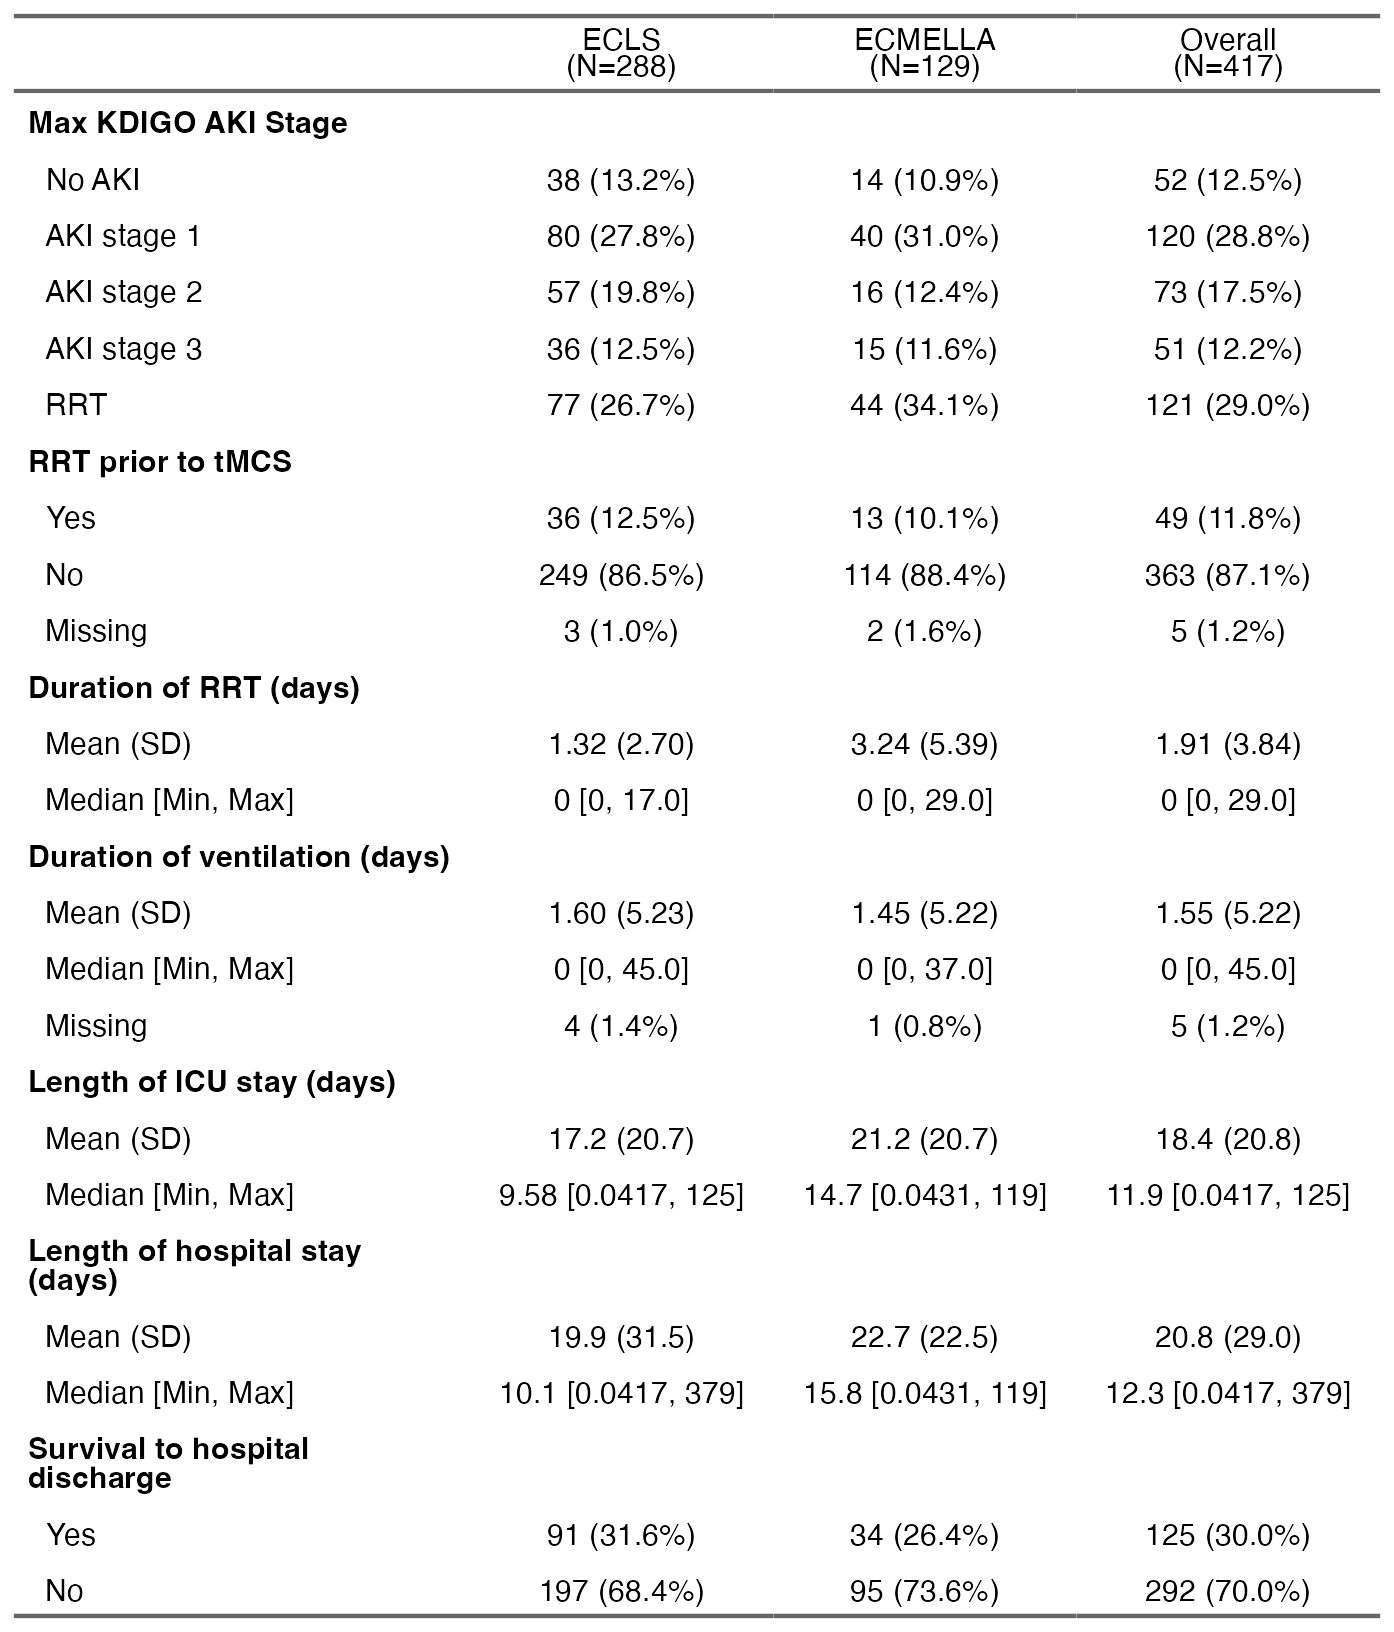 ECLS ECMELLA Overall
(N=288) (N=129) (N=417)
Max KDIGO AKI Stage
No AKI 38 (13.2%) 14 (10.9%) 52 (12.5%)
AKI stage 1 80 (27.8%) 40 (31.0%) 120 (28.8%)
AKI stage 2 57 (19.8%) 16 (12.4%) 73 (17.5%)
AKI stage 3 36 (12.5%) 15 (11.6%) 51 (12.2%)
RRT 77 (26.7%) 44 (34.1%) 121 (29.0%)
RRT prior to tMCS
Yes 36 (12.5%) 13 (10.1%) 49 (11.8%)
No 249 (86.5%) 114 (88.4%) 363 (87.1%)
Missing 3 (1.0%) 2 (1.6%) 5 (1.2%)
Duration of RRT (days)
Mean (SD) 1.32 (2.70) 3.24 (5.39) 1.91 (3.84)
Median [Min, Max] 0 [0, 17.0] 0 [0, 29.0] 0 [0, 29.0]
Duration of ventilation (days)
Mean (SD) 1.60 (5.23) 1.45 (5.22) 1.55 (5.22)
Median [Min, Max] 0 [0, 45.0] 0 [0, 37.0] 0 [0, 45.0]
Missing 4 (1.4%) 1 (0.8%) 5 (1.2%)
Length of ICU stay (days)
Mean (SD) 17.2 (20.7) 21.2 (20.7) 18.4 (20.8)
Median [Min, Max] 9.58 [0.0417, 125] 14.7 [0.0431, 119] 11.9 [0.0417, 125]
Length of hospital stay
(days)
Mean (SD) 19.9 (31.5) 22.7 (22.5) 20.8 (29.0)
Median [Min, Max] 10.1 [0.0417, 379] 15.8 [0.0431, 119] 12.3 [0.0417, 379]
Survival to hospital
discharge
Yes 91 (31.6%) 34 (26.4%) 125 (30.0%)
No 197 (68.4%) 95 (73.6%) 292 (70.0%)